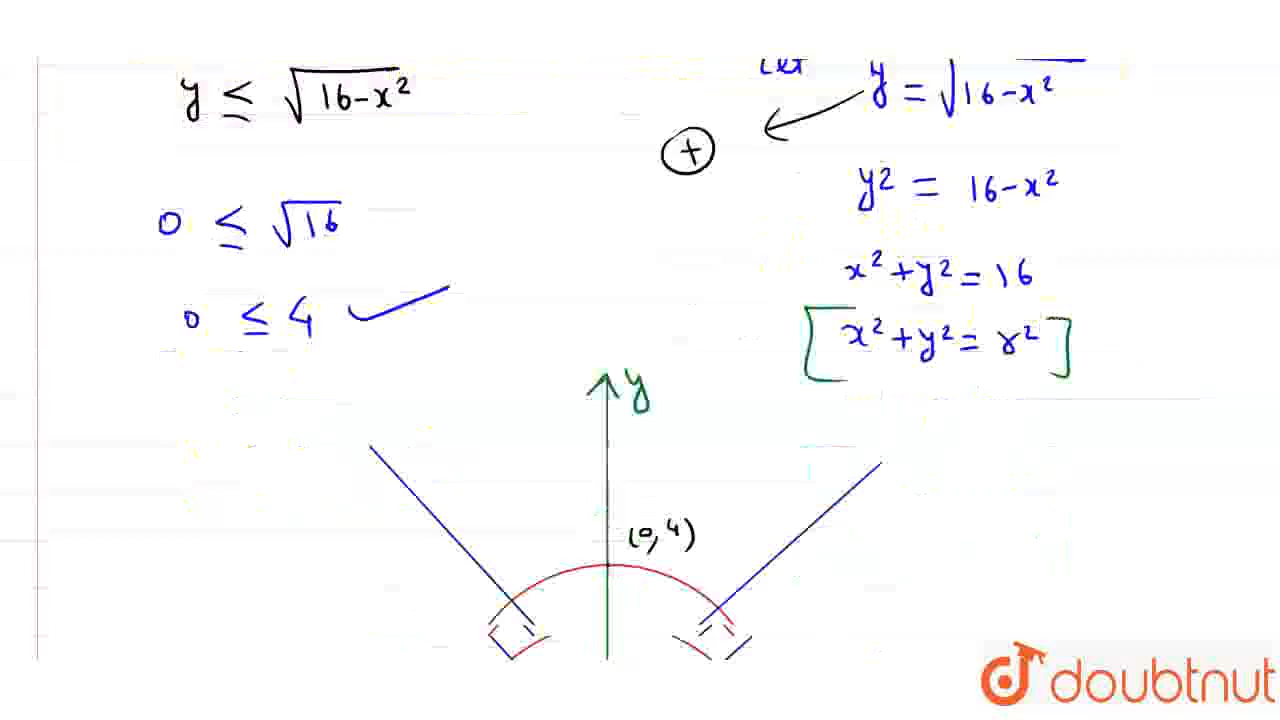 y ≤ √16-x²
0 ≤ √16
0 ≤ 4
Let y = √16-x²
+
y² = 16-x²
x²+y² = 16
x²+y² = r²
y
(0,4)
doubtnut